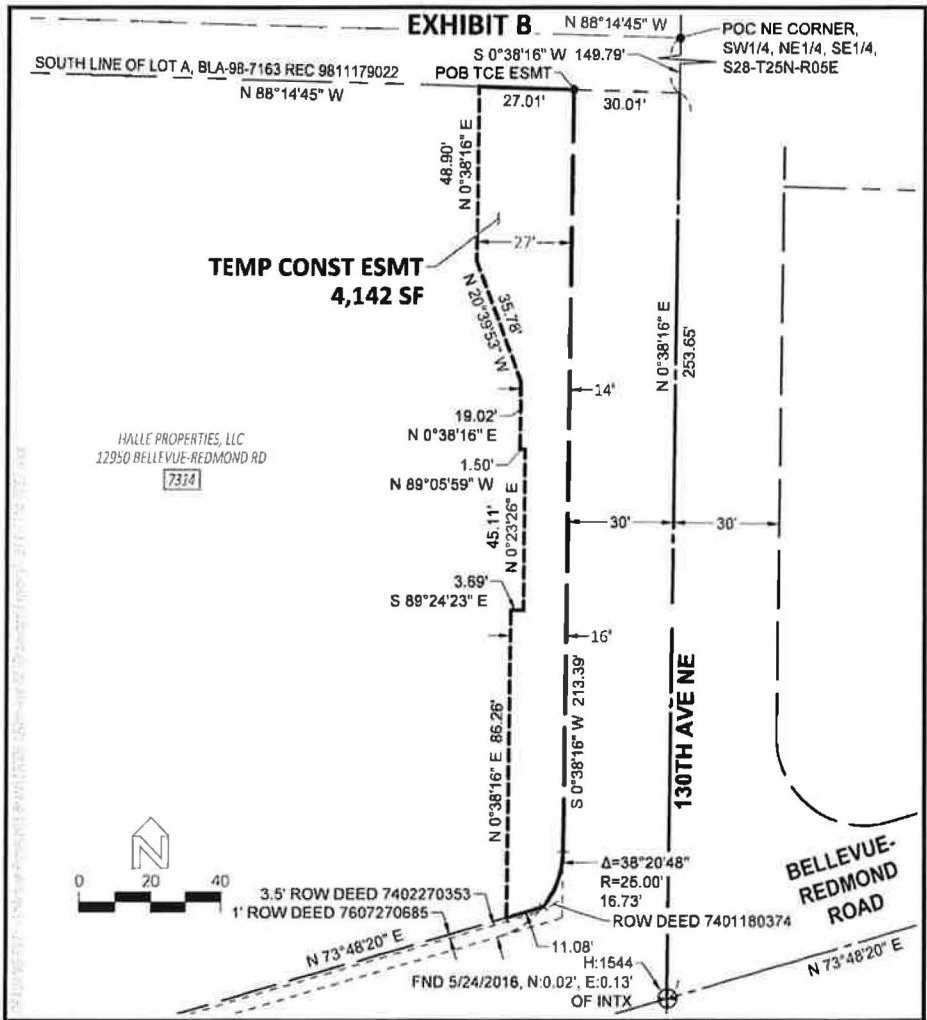 EXHIBIT B
N 88°14'45" W
POC NE CORNER,
SW1/4, NE1/4, SE1/4,
S28-T25N-R05E
S 0°38'16" W 149.79'
SOUTH LINE OF LOT A, BLA-98-7163 REC 9811179022
N 88°14'45" W
POB TCE ESMT
27.01'
30.01'
48.90'
N 0°38'16" E
27'
TEMP CONST ESMT
4,142 SF
35.78'
N 20°39'53" W
N 0°38'16" E
253.65'
14'
19.02'
N 0°38'16" E
HALLE PROPERTIES, LLC
12950 BELLEVUE-REDMOND RD
7314
1.50'
N 89°05'59" W
45.11'
N 0°23'26" E
30'
30'
3.69'
S 89°24'23" E
16'
N 0°38'16" E 86.26'
S 0°38'16" W 213.39'
130TH AVE NE
N
0
20
40
Δ=38°20'48"
R=25.00'
16.73'
BELLEVUE-
REDMOND
ROAD
3.5' ROW DEED 7402270353
1' ROW DEED 7607270685
ROW DEED 7401180374
11.08'
N 73°48'20" E
H:1544
FND 5/24/2016, N:0.02', E:0.13'
OF INTX
N 73°48'20" E